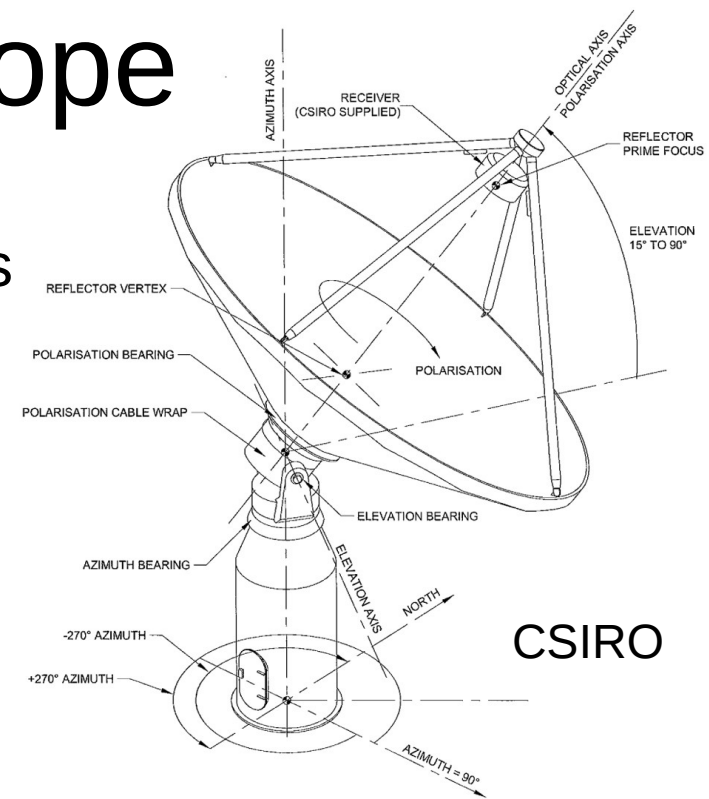 ope
s
AZIMUTH AXIS
OPTICAL AXIS
POLARISATION AXIS
RECEIVER
(CSIRO SUPPLIED)
REFLECTOR
PRIME FOCUS
ELEVATION
15° TO 90°
REFLECTOR VERTEX
POLARISATION BEARING
POLARISATION
POLARISATION CABLE WRAP
ELEVATION BEARING
AZIMUTH BEARING
ELEVATION AXIS
NORTH
CSIRO
-270° AZIMUTH
+270° AZIMUTH
AZIMUTH = 90°